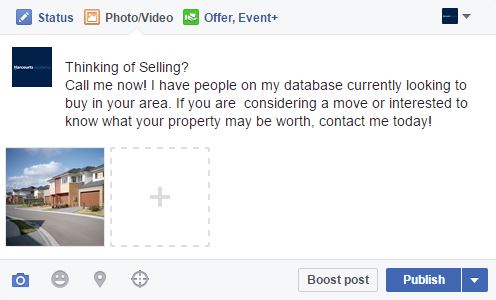 Status Photo/Video Offer, Event+
Harcourts
Thinking of Selling?
Call me now! I have people on my database currently looking to
buy in your area. If you are  considering a move or interested to
know what your property may be worth, contact me today!
Boost post Publish